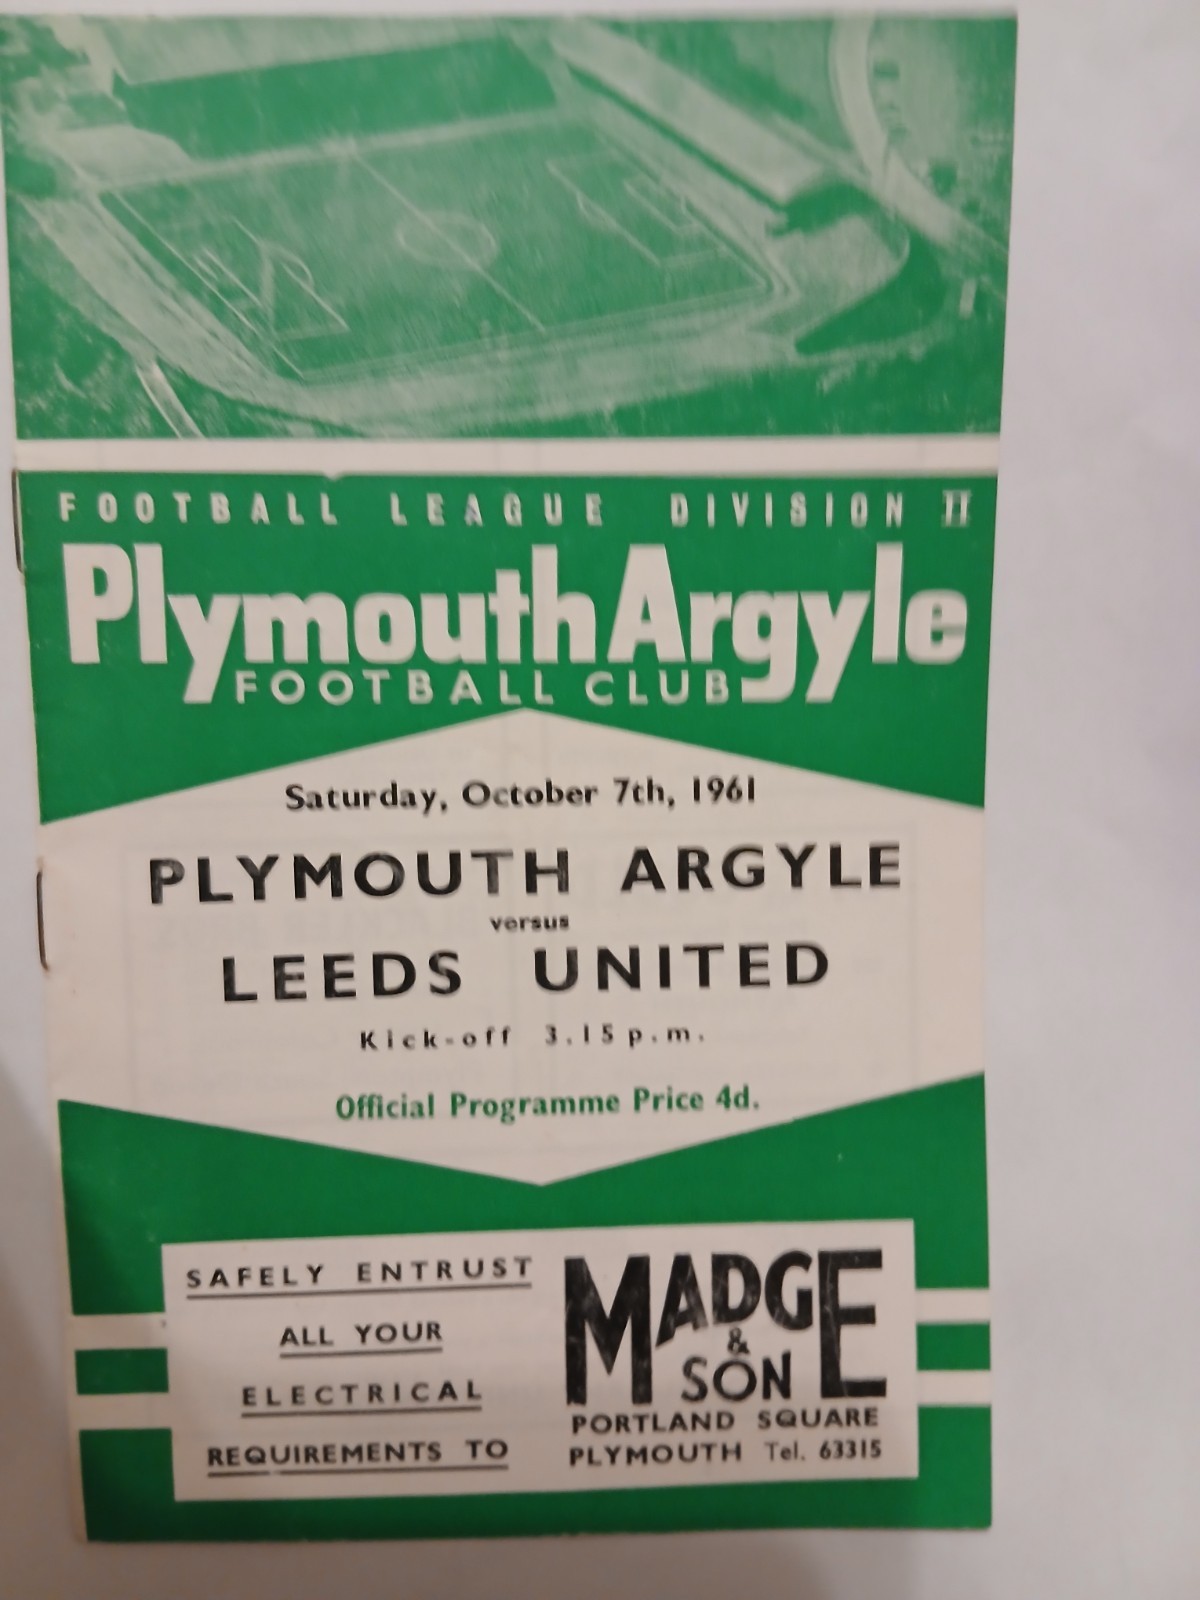 FOOTBALL LEAGUE DIVISION II
Plymouth Argyle
FOOTBALL CLUB
Saturday, October 7th, 1961
PLYMOUTH ARGYLE
versus
LEEDS UNITED
Kick-off 3.15 p.m.
Official Programme Price 4d.
SAFELY ENTRUST
ALL YOUR
ELECTRICAL
REQUIREMENTS TO
MADGE
&
SON
PORTLAND SQUARE
PLYMOUTH Tel. 63315